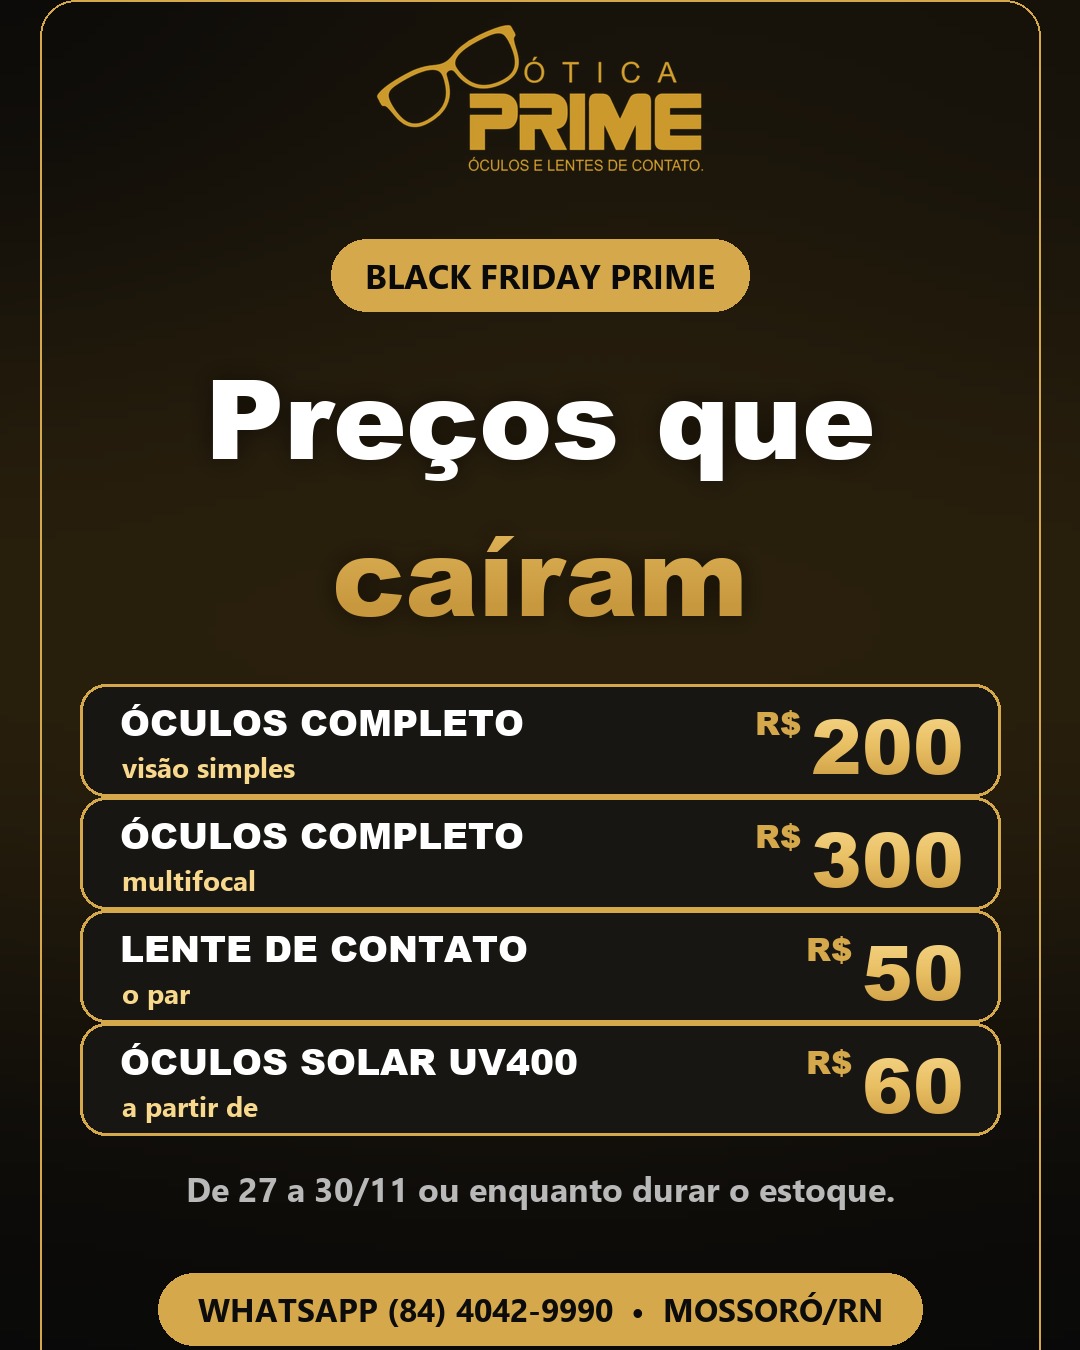 ÓTICA
PRIME
ÓCULOS E LENTES DE CONTATO.
BLACK FRIDAY PRIME
Preços que
caíram
ÓCULOS COMPLETO
visão simples
R$ 200
ÓCULOS COMPLETO
multifocal
R$ 300
LENTE DE CONTATO
o par
R$ 50
ÓCULOS SOLAR UV400
a partir de
R$ 60
De 27 a 30/11 ou enquanto durar o estoque.
WHATSAPP (84) 4042-9990 • MOSSORÓ/RN